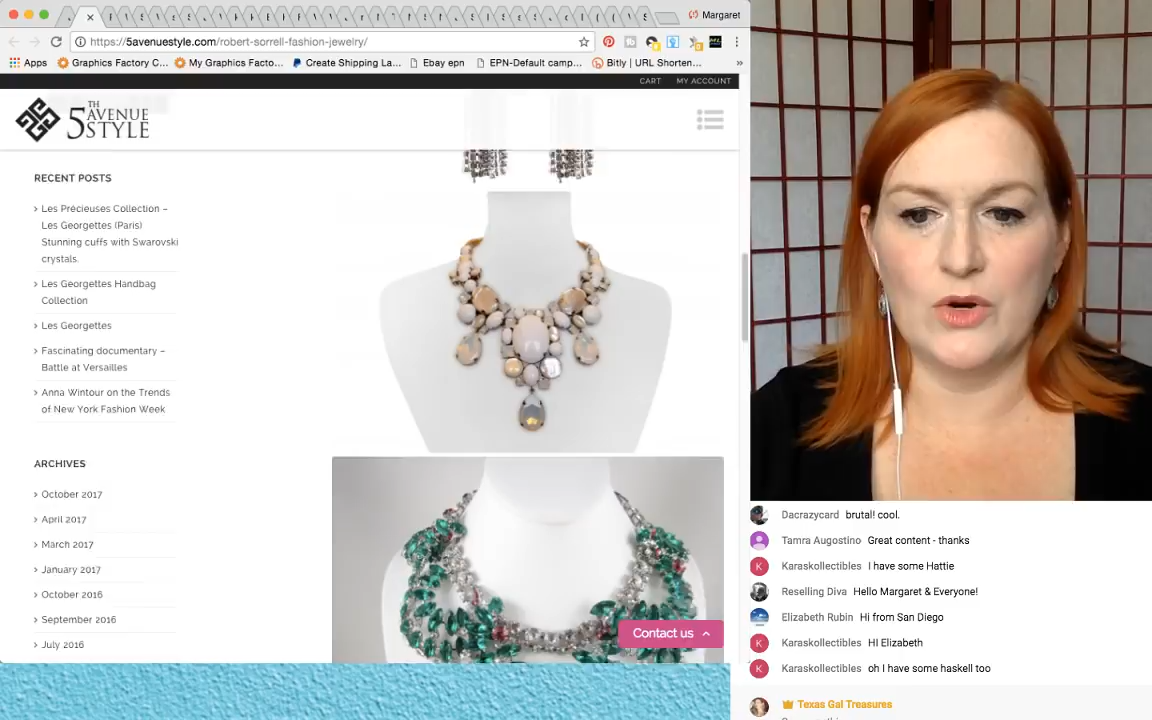 Margaret
https://5avenuestyle.com/robert-sorrell-fashion-jewelry/
Apps Graphics Factory C... My Graphics Facto... Create Shipping La... Ebay epn EPN-Default camp... Bitly | URL Shorten... »
CART MY ACCOUNT
5TH AVENUE STYLE
RECENT POSTS
Les Précieuses Collection –
Les Georgettes (Paris)
Stunning cuffs with Swarovski
crystals.
Les Georgettes Handbag
Collection
Les Georgettes
Fascinating documentary –
Battle at Versailles
Anna Wintour on the Trends
of New York Fashion Week
ARCHIVES
October 2017
April 2017
March 2017
January 2017
October 2016
September 2016
July 2016
Contact us
Dacrazycard brutal! cool.
Tamra Augostino Great content - thanks
K Karaskollectibles I have some Hattie
Reselling Diva Hello Margaret & Everyone!
Elizabeth Rubin Hi from San Diego
K Karaskollectibles HI Elizabeth
K Karaskollectibles oh I have some haskell too
Texas Gal Treasures